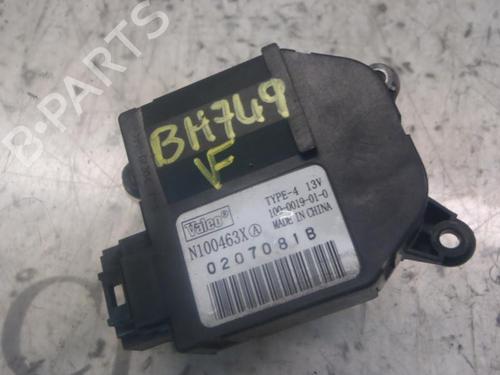 B-PARTS
BH749
VF
Valeo®
TYPE-4 13V
100-0019-01-0
MADE IN CHINA
N100463X Ⓐ
0207081B